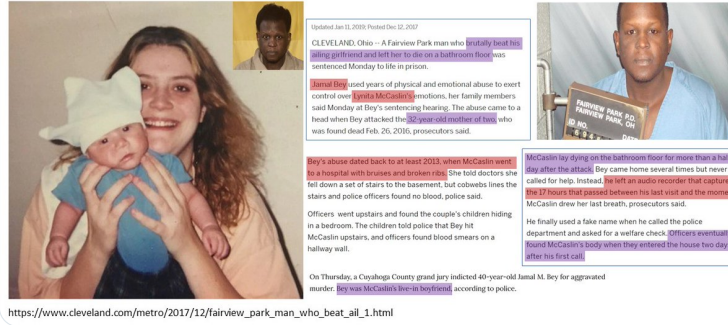 Updated Jan 11, 2019; Posted Dec 12, 2017
CLEVELAND, Ohio -- A Fairview Park man who brutally beat his
ailing girlfriend and left her to die on a bathroom floor was
sentenced Monday to life in prison.
Jamal Bey used years of physical and emotional abuse to exert
control over Lynita McCaslin's emotions, her family members
said Monday at Bey's sentencing hearing. The abuse came to a
head when Bey attacked the 32-year-old mother of two who
was found dead Feb. 26, 2016, prosecutors said.
FAIRVIEW PARK P.D.
FAIRVIEW PARK, OH
ID NO.
DATE
Bey's abuse dated back to at least 2013, when McCaslin went
to a hospital with bruises and broken ribs. She told doctors she
fell down a set of stairs to the basement, but cobwebs lines the
stairs and police officers found no blood, police said.
Officers went upstairs and found the couple's children hiding
in a bedroom. The children told police that Bey hit
McCaslin upstairs, and officers found blood smears on a
hallway wall.
McCaslin lay dying on the bathroom floor for more than a hal
day after the attack. Bey came home several times but never
called for help. Instead, he left an audio recorder that capture
the 17 hours that passed between his last visit and the mome
McCaslin drew her last breath, prosecutors said.
He finally used a fake name when he called the police
department and asked for a welfare check. Officers eventuall
found McCaslin's body when they entered the house two day
after his first call.
On Thursday, a Cuyahoga County grand jury indicted 40-year-old Jamal M. Bey for aggravated
murder. Bey was McCaslin's live-in boyfriend, according to police.
https://www.cleveland.com/metro/2017/12/fairview_park_man_who_beat_ail_1.html